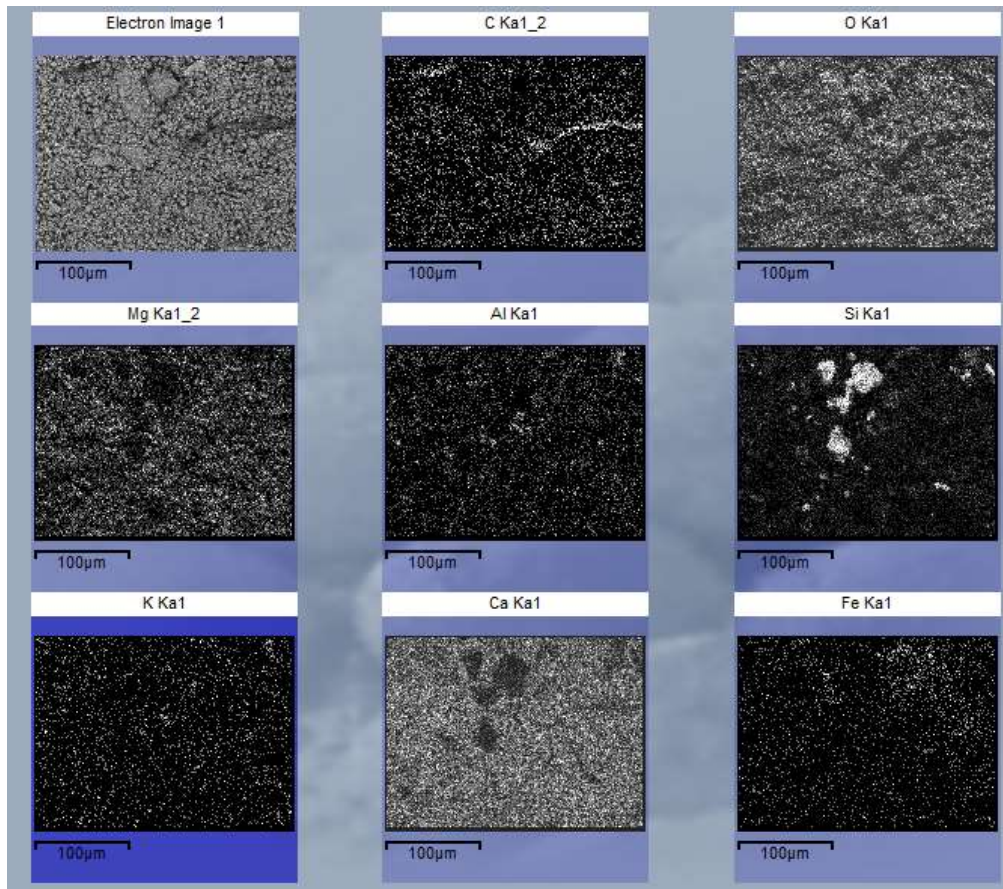 Electron Image 1
C Ka1_2
O Ka1
100µm
100µm
100µm
Mg Ka1_2
Al Ka1
Si Ka1
100µm
100µm
100µm
K Ka1
Ca Ka1
Fe Ka1
100µm
100µm
100µm